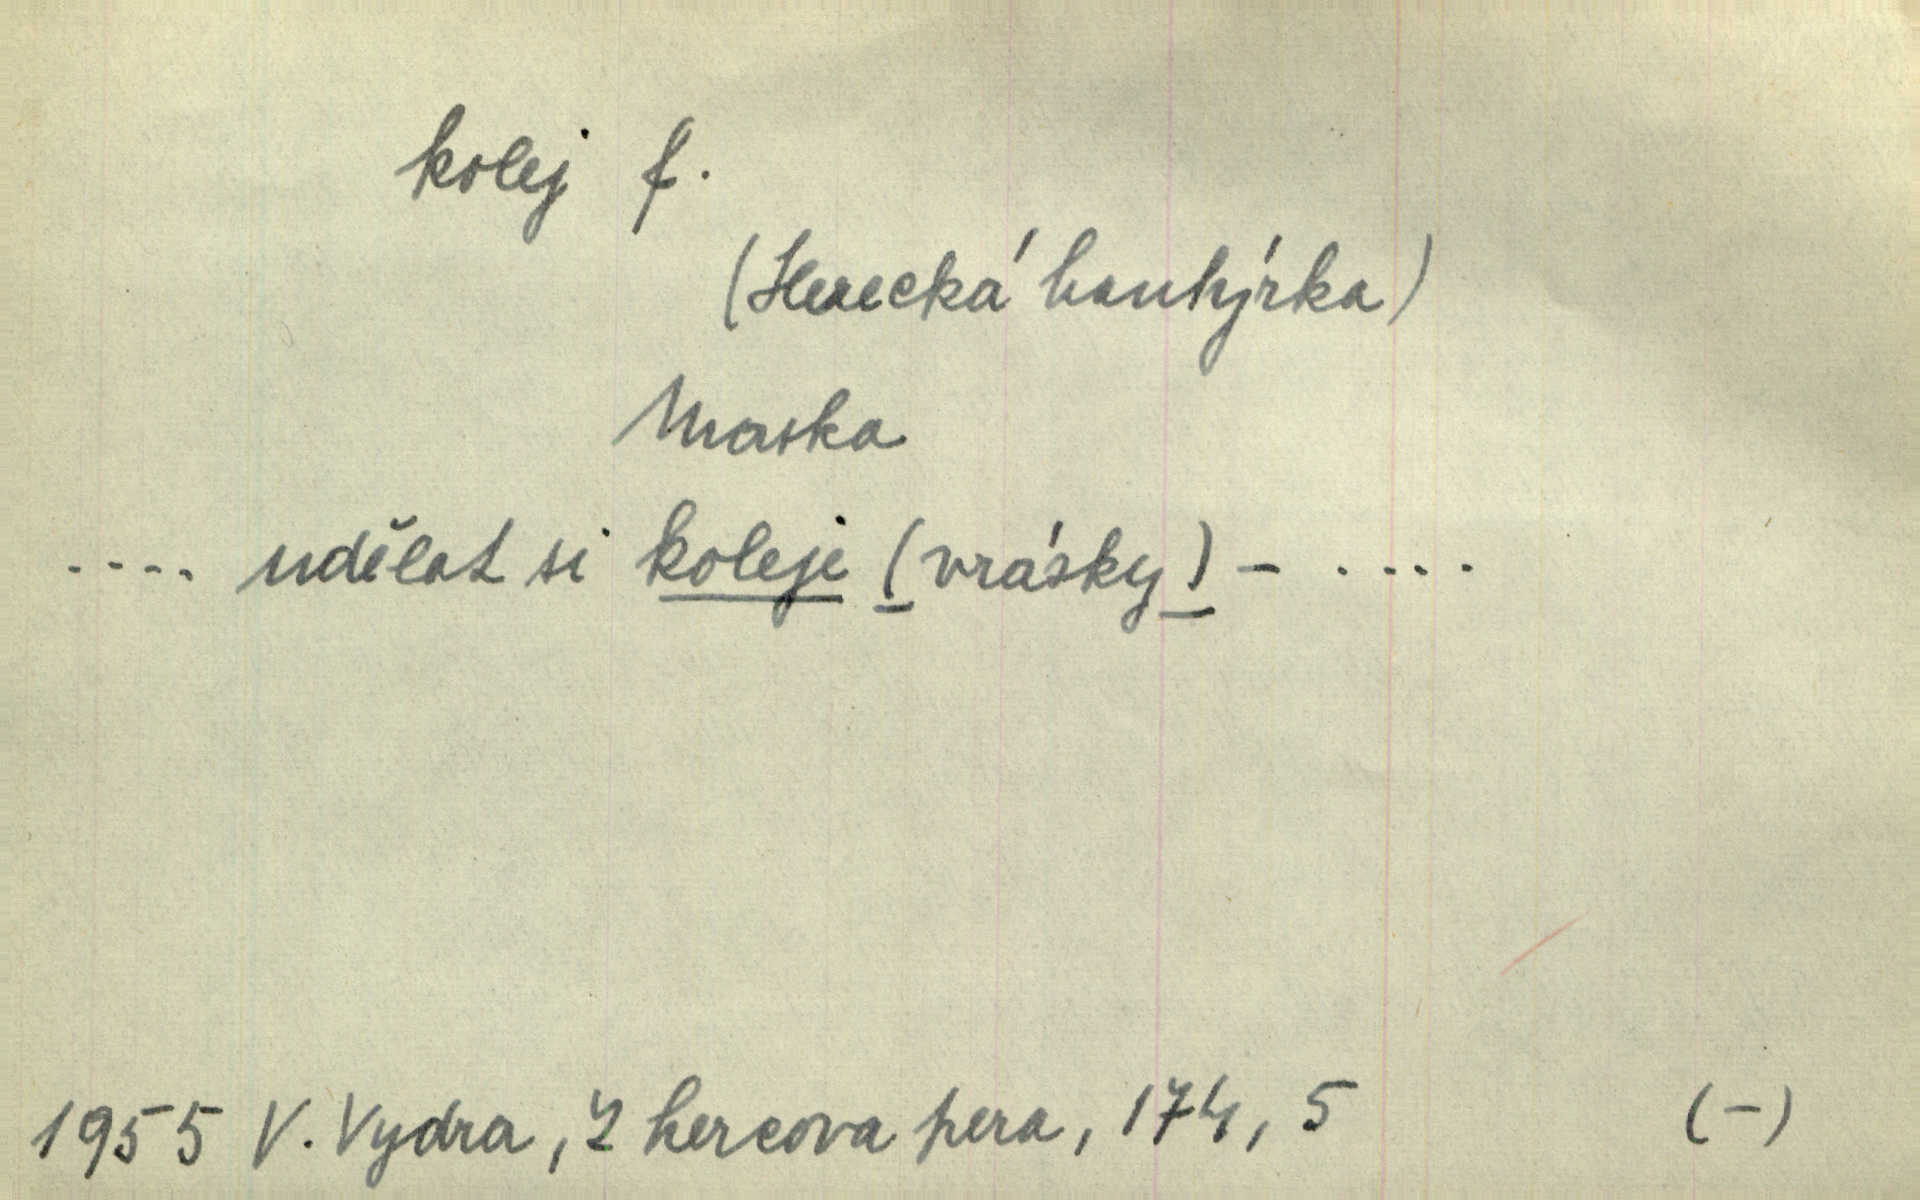 kolej f.
(Herecká hantýrka)
Maska
.... udělat si koleje (vrásky) - ....
1955 V. Vydra, Z hercova pera, 174, 5 (-)